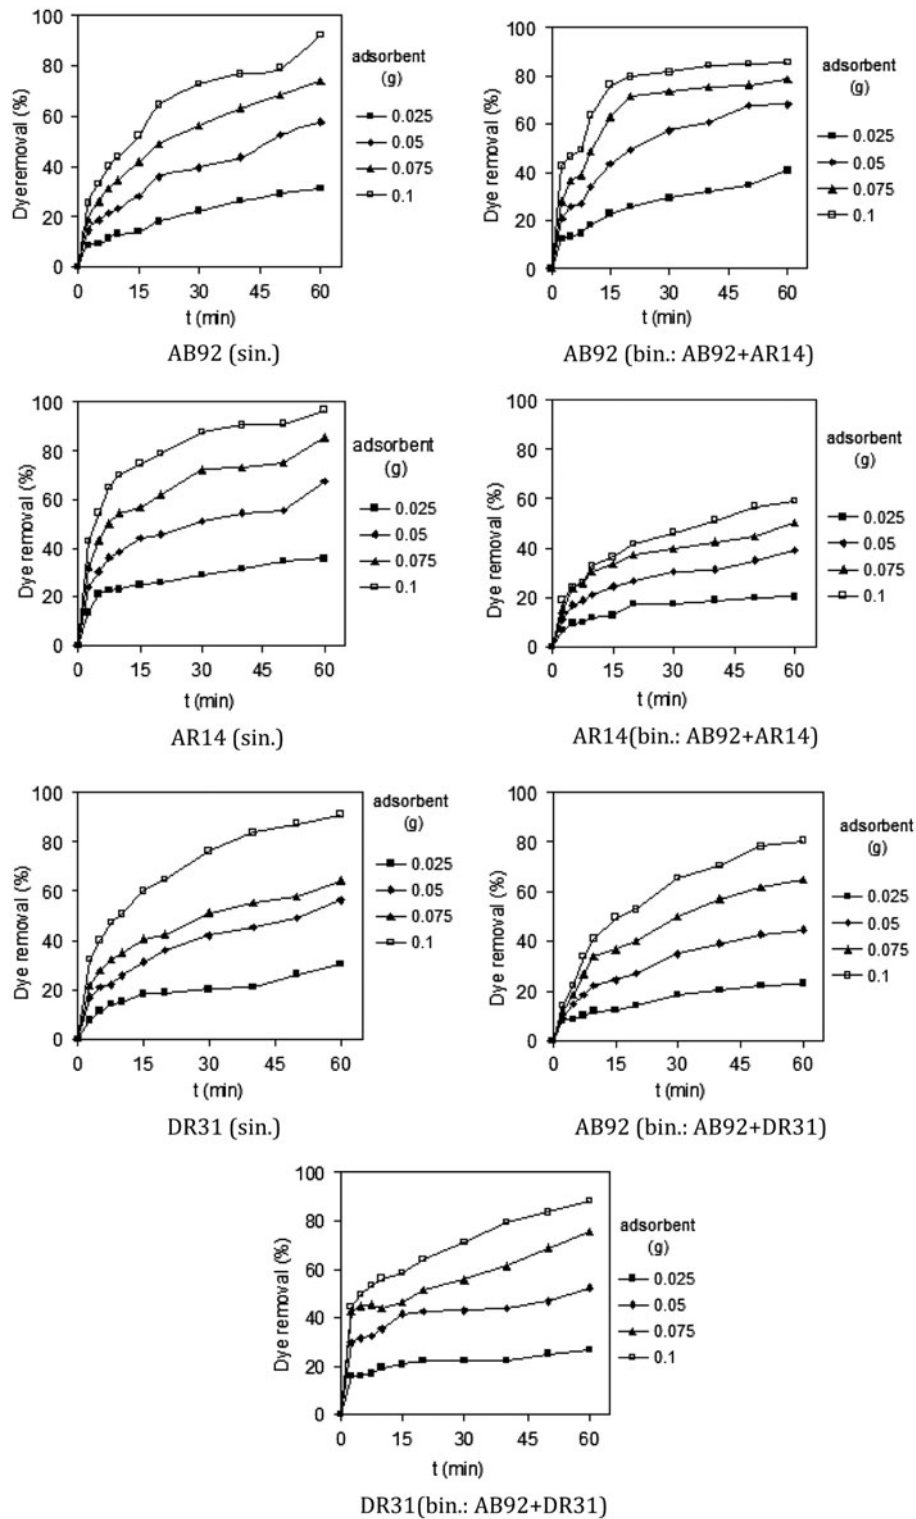 100
80
60
40
20
0
Dyeremoval (%)
0 15 30 45 60
t (min)
adsorbent
(g)
0.025
0.05
0.075
0.1
AB92 (sin.)
100
80
60
40
20
0
Dye removal (%)
0 15 30 45 60
t (min)
adsorbent
(g)
0.025
0.05
0.075
0.1
AB92 (bin.: AB92+AR14)
100
80
60
40
20
0
Dye removal (%)
0 15 30 45 60
t (min)
adsorbent
(g)
0.025
0.05
0.075
0.1
AR14 (sin.)
100
80
60
40
20
0
Dye removal (%)
0 15 30 45 60
t (min)
adsorbent
(g)
0.025
0.05
0.075
0.1
AR14(bin.: AB92+AR14)
100
80
60
40
20
0
Dye removal (%)
0 15 30 45 60
t (min)
adsorbent
(g)
0.025
0.05
0.075
0.1
DR31 (sin.)
100
80
60
40
20
0
Dye removal (%)
0 15 30 45 60
t (min)
adsorbent
(g)
0.025
0.05
0.075
0.1
AB92 (bin.: AB92+DR31)
100
80
60
40
20
0
Dye removal (%)
0 15 30 45 60
t (min)
adsorbent
(g)
0.025
0.05
0.075
0.1
DR31(bin.: AB92+DR31)